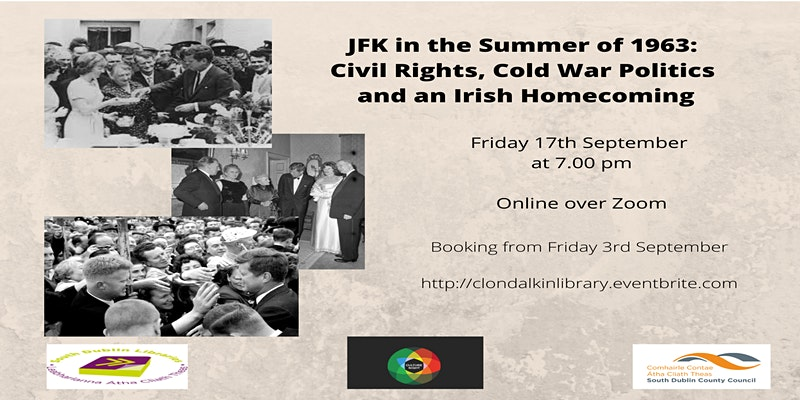 JFK in the Summer of 1963:
Civil Rights, Cold War Politics
and an Irish Homecoming
Friday 17th September
at 7.00 pm
Online over Zoom
Booking from Friday 3rd September
http://clondalkinlibrary.eventbrite.com
South Dublin Libraries
Leabharlanna Átha Cliath Theas
CULTURE
NIGHT
Comhairle Contae
Átha Cliath Theas
South Dublin County Council